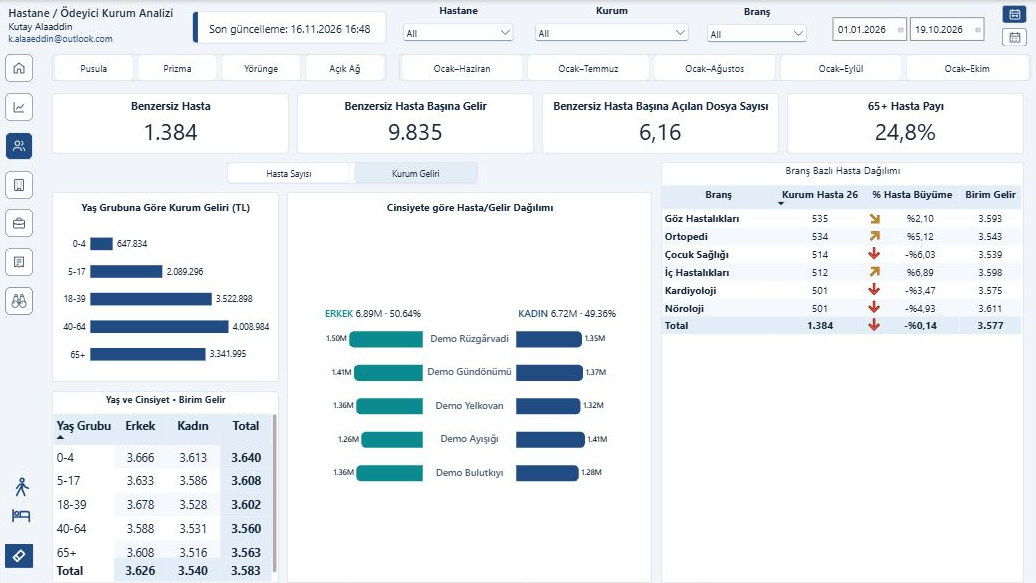 Hastane / Ödeyici Kurum Analizi
Kutay Alaaddin
k.alaaeddin@outlook.com
Son güncelleme: 16.11.2026 16:48
Hastane
All
Kurum
All
Branş
All
01.01.2026
19.10.2026
Pusula
Prizma
Yörünge
Açık Ağ
Ocak–Haziran
Ocak–Temmuz
Ocak–Ağustos
Ocak–Eylül
Ocak–Ekim
Benzersiz Hasta
1.384
Benzersiz Hasta Başına Gelir
9.835
Benzersiz Hasta Başına Açılan Dosya Sayısı
6,16
65+ Hasta Payı
24,8%
Hasta Sayısı
Kurum Geliri
Yaş Grubuna Göre Kurum Geliri (TL)
0-4 647.834
5-17 2.089.296
18-39 3.522.898
40-64 4.008.984
65+ 3.341.995
Yaş ve Cinsiyet • Birim Gelir
Yaş Grubu Erkek Kadın Total
0-4 3.666 3.613 3.640
5-17 3.633 3.586 3.608
18-39 3.678 3.528 3.602
40-64 3.588 3.531 3.560
65+ 3.608 3.516 3.563
Total 3.626 3.540 3.583
Cinsiyete göre Hasta/Gelir Dağılımı
ERKEK 6.89M · 50.64% KADIN 6.72M · 49.36%
1.50M Demo Rüzgârvadi 1.35M
1.41M Demo Gündönümü 1.37M
1.36M Demo Yelkovan 1.32M
1.26M Demo Ayışığı 1.41M
1.36M Demo Bulutkıyı 1.28M
Branş Bazlı Hasta Dağılımı
Branş Kurum Hasta 26 % Hasta Büyüme Birim Gelir
Göz Hastalıkları 535 %2,10 3.593
Ortopedi 534 %5,12 3.543
Çocuk Sağlığı 514 -%6,03 3.539
İç Hastalıkları 512 %6,89 3.598
Kardiyoloji 501 -%3,47 3.575
Nöroloji 501 -%4,93 3.611
Total 1.384 -%0,14 3.577